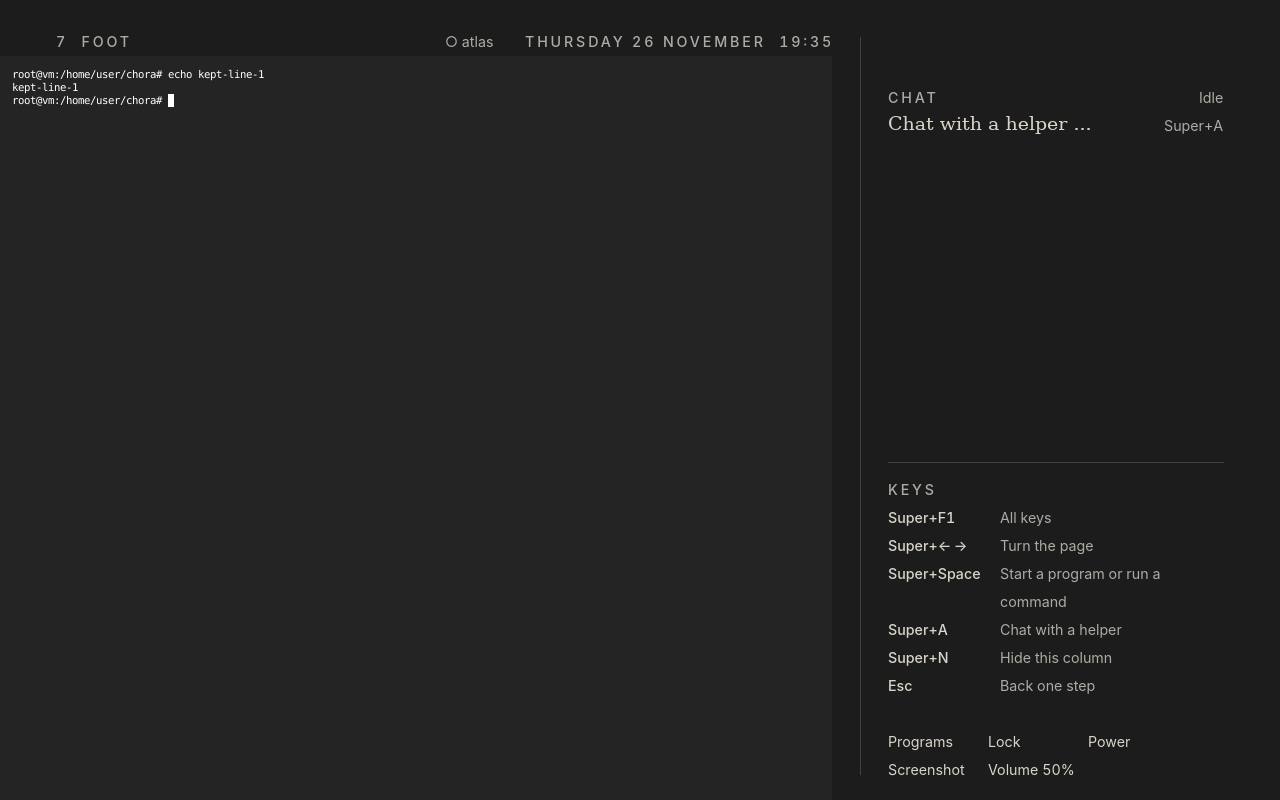 7 FOOT
atlas THURSDAY 26 NOVEMBER 19:35
root@vm:/home/user/chora# echo kept-line-1
kept-line-1
root@vm:/home/user/chora#
CHAT Idle
Chat with a helper ... Super+A
KEYS
Super+F1 All keys
Super+← → Turn the page
Super+Space Start a program or run a
command
Super+A Chat with a helper
Super+N Hide this column
Esc Back one step
Programs Lock Power
Screenshot Volume 50%